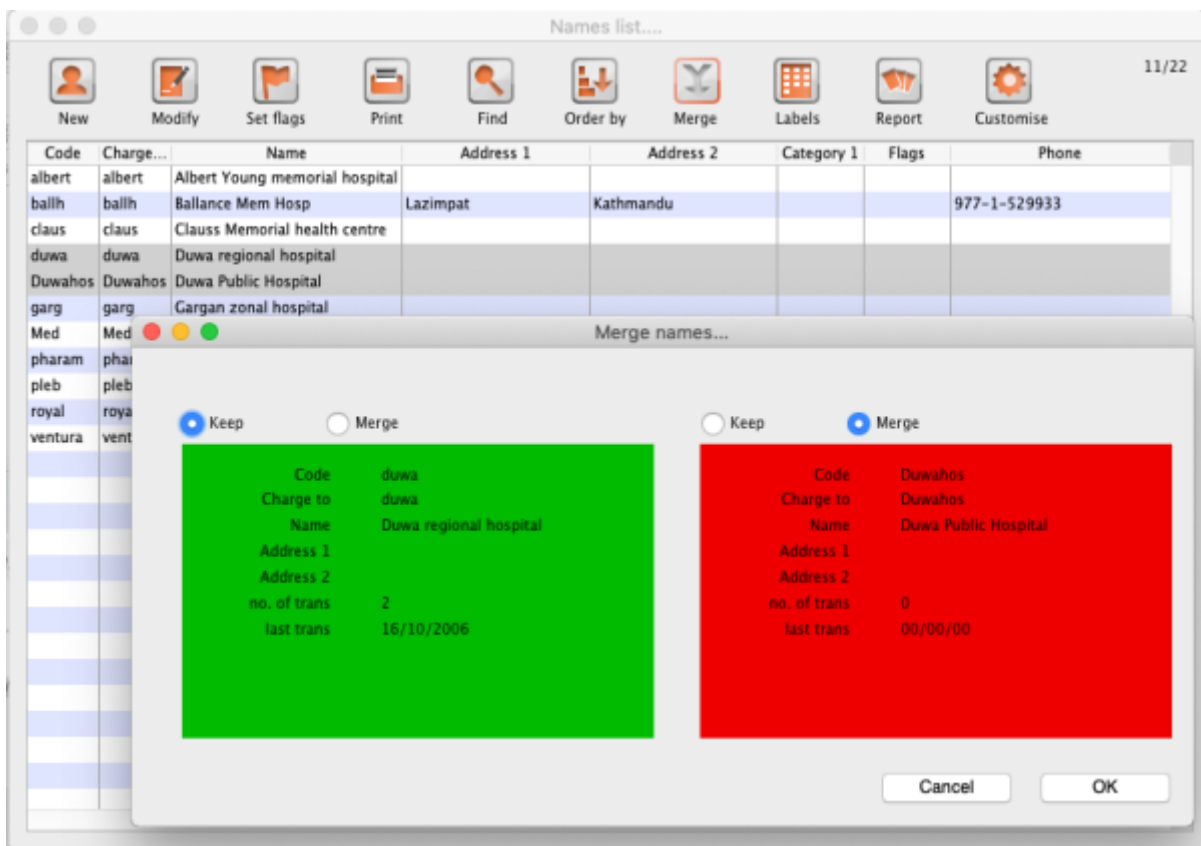 Names list....
New Modify Set flags Print Find Order by Merge Labels Report Customise 11/22
Code Charge... Name Address 1 Address 2 Category 1 Flags Phone
albert albert Albert Young memorial hospital
ballh ballh Ballance Mem Hosp Lazimpat Kathmandu 977-1-529933
claus claus Clauss Memorial health centre
duwa duwa Duwa regional hospital
Duwahos Duwahos Duwa Public Hospital
garg garg Gargan zonal hospital
Med Med
pharam phar
pleb pleb
royal roya
ventura vent
Merge names...
Keep Merge
Code duwa
Charge to duwa
Name Duwa regional hospital
Address 1
Address 2
no. of trans 2
last trans 16/10/2006
Keep Merge
Code Duwahos
Charge to Duwahos
Name Duwa Public Hospital
Address 1
Address 2
no. of trans 0
last trans 00/00/00
Cancel OK